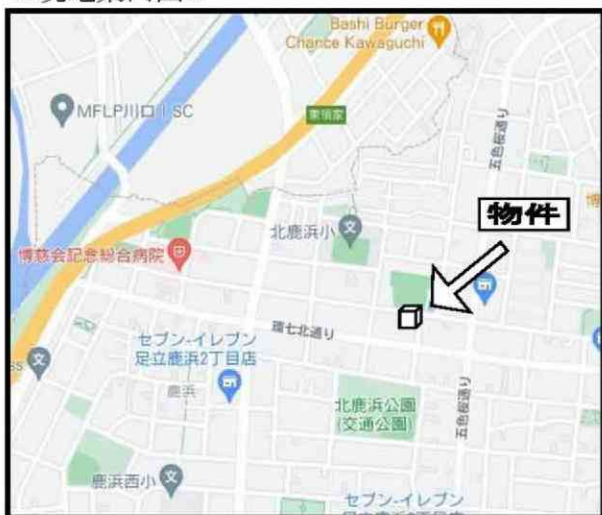 Bashi Burger
Chance Kawaguchi
MFLP川口ⅠSC
東領家
五色桜通り
物件
北鹿浜小
博慈会記念総合病院
環七北通り
セブン-イレブン
足立鹿浜2丁目店
鹿浜
北鹿浜公園
(交通公園)
五色桜通り
鹿浜西小
セブン-イレブン